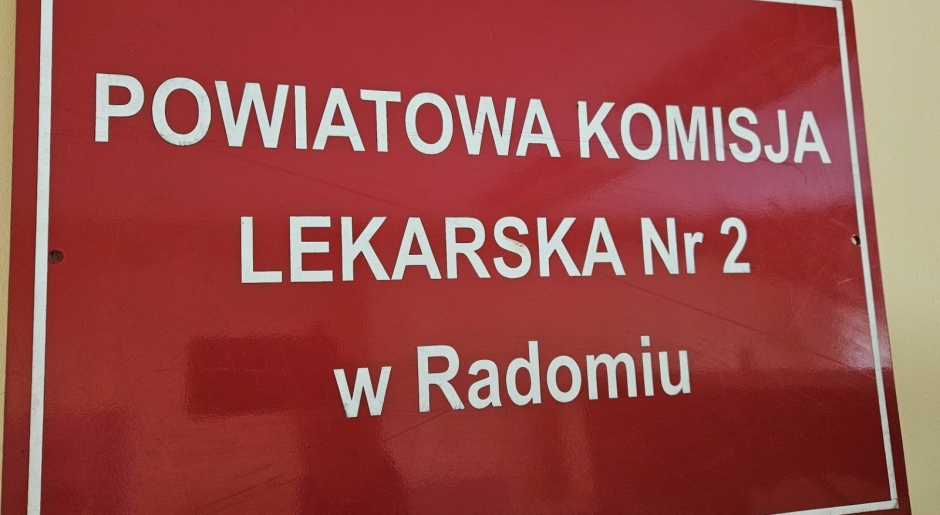 POWIATOWA KOMISJA
LEKARSKA Nr 2
w Radomiu